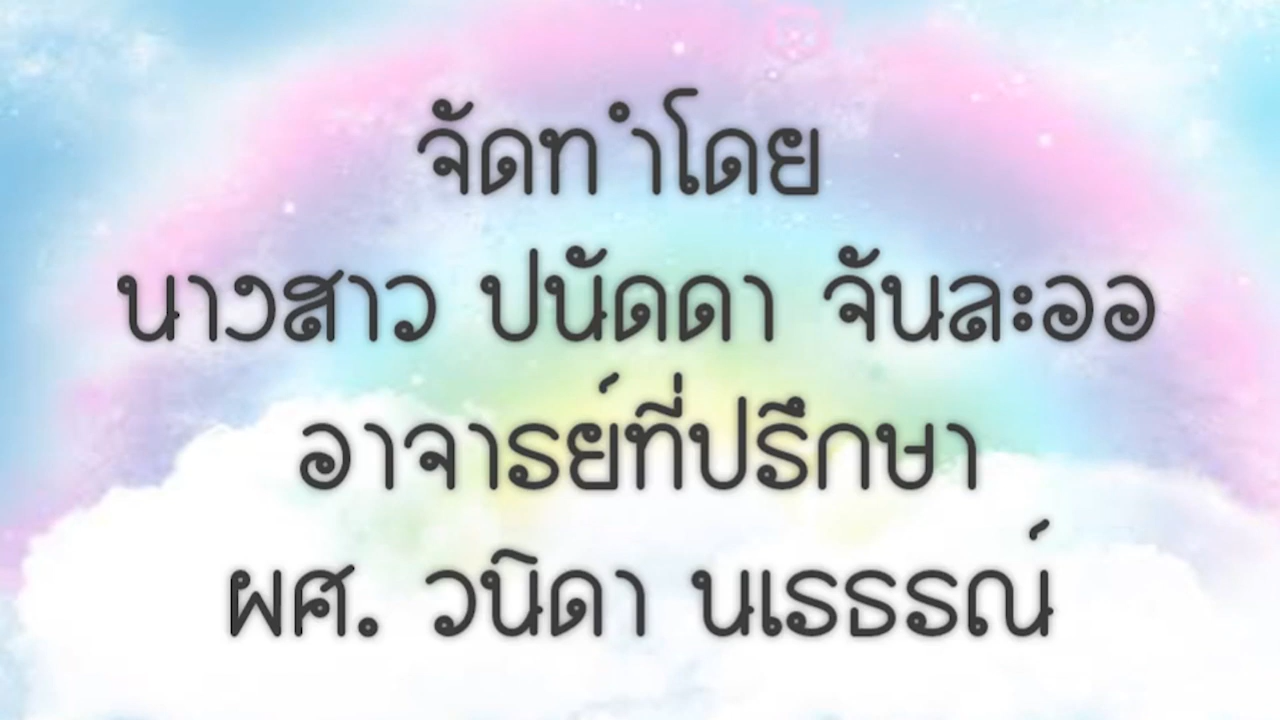 จัดทำโดย
นางสาว ปนัดดา จันละออ
อาจารย์ที่ปรึกษา
ผศ. วนิดา นเรธรณ์